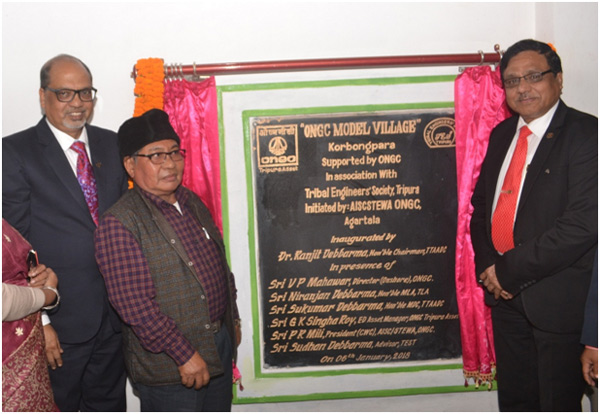 "ONGC MODEL VILLAGE"
ओएनजीसी
ongc
Tripura Asset
Korbongpara
Supported by ONGC
In association With
Tribal Engineers' Society, Tripura
Initiated by: AISCSTEWA ONGC,
Agartala
Inaugurated by
Dr. Ranjit Debbarma, Hon'ble Chairman, TTAADC
In presence of
Sri V P Mahawar, Director (Onshore), ONGC.
Sri Niranjan Debbarma, Hon'ble MLA, TLA
Sri Sukumar Debbarma, Hon'ble MDC, TTAADC
Sri G K Singha Roy, ED Asset Manager, ONGC Tripura Asset
Sri P R Mili, President (CWC), AISCSTEWA, ONGC.
Sri Sudhan Debbarma, Advisor, TEST
On 06th January, 2018